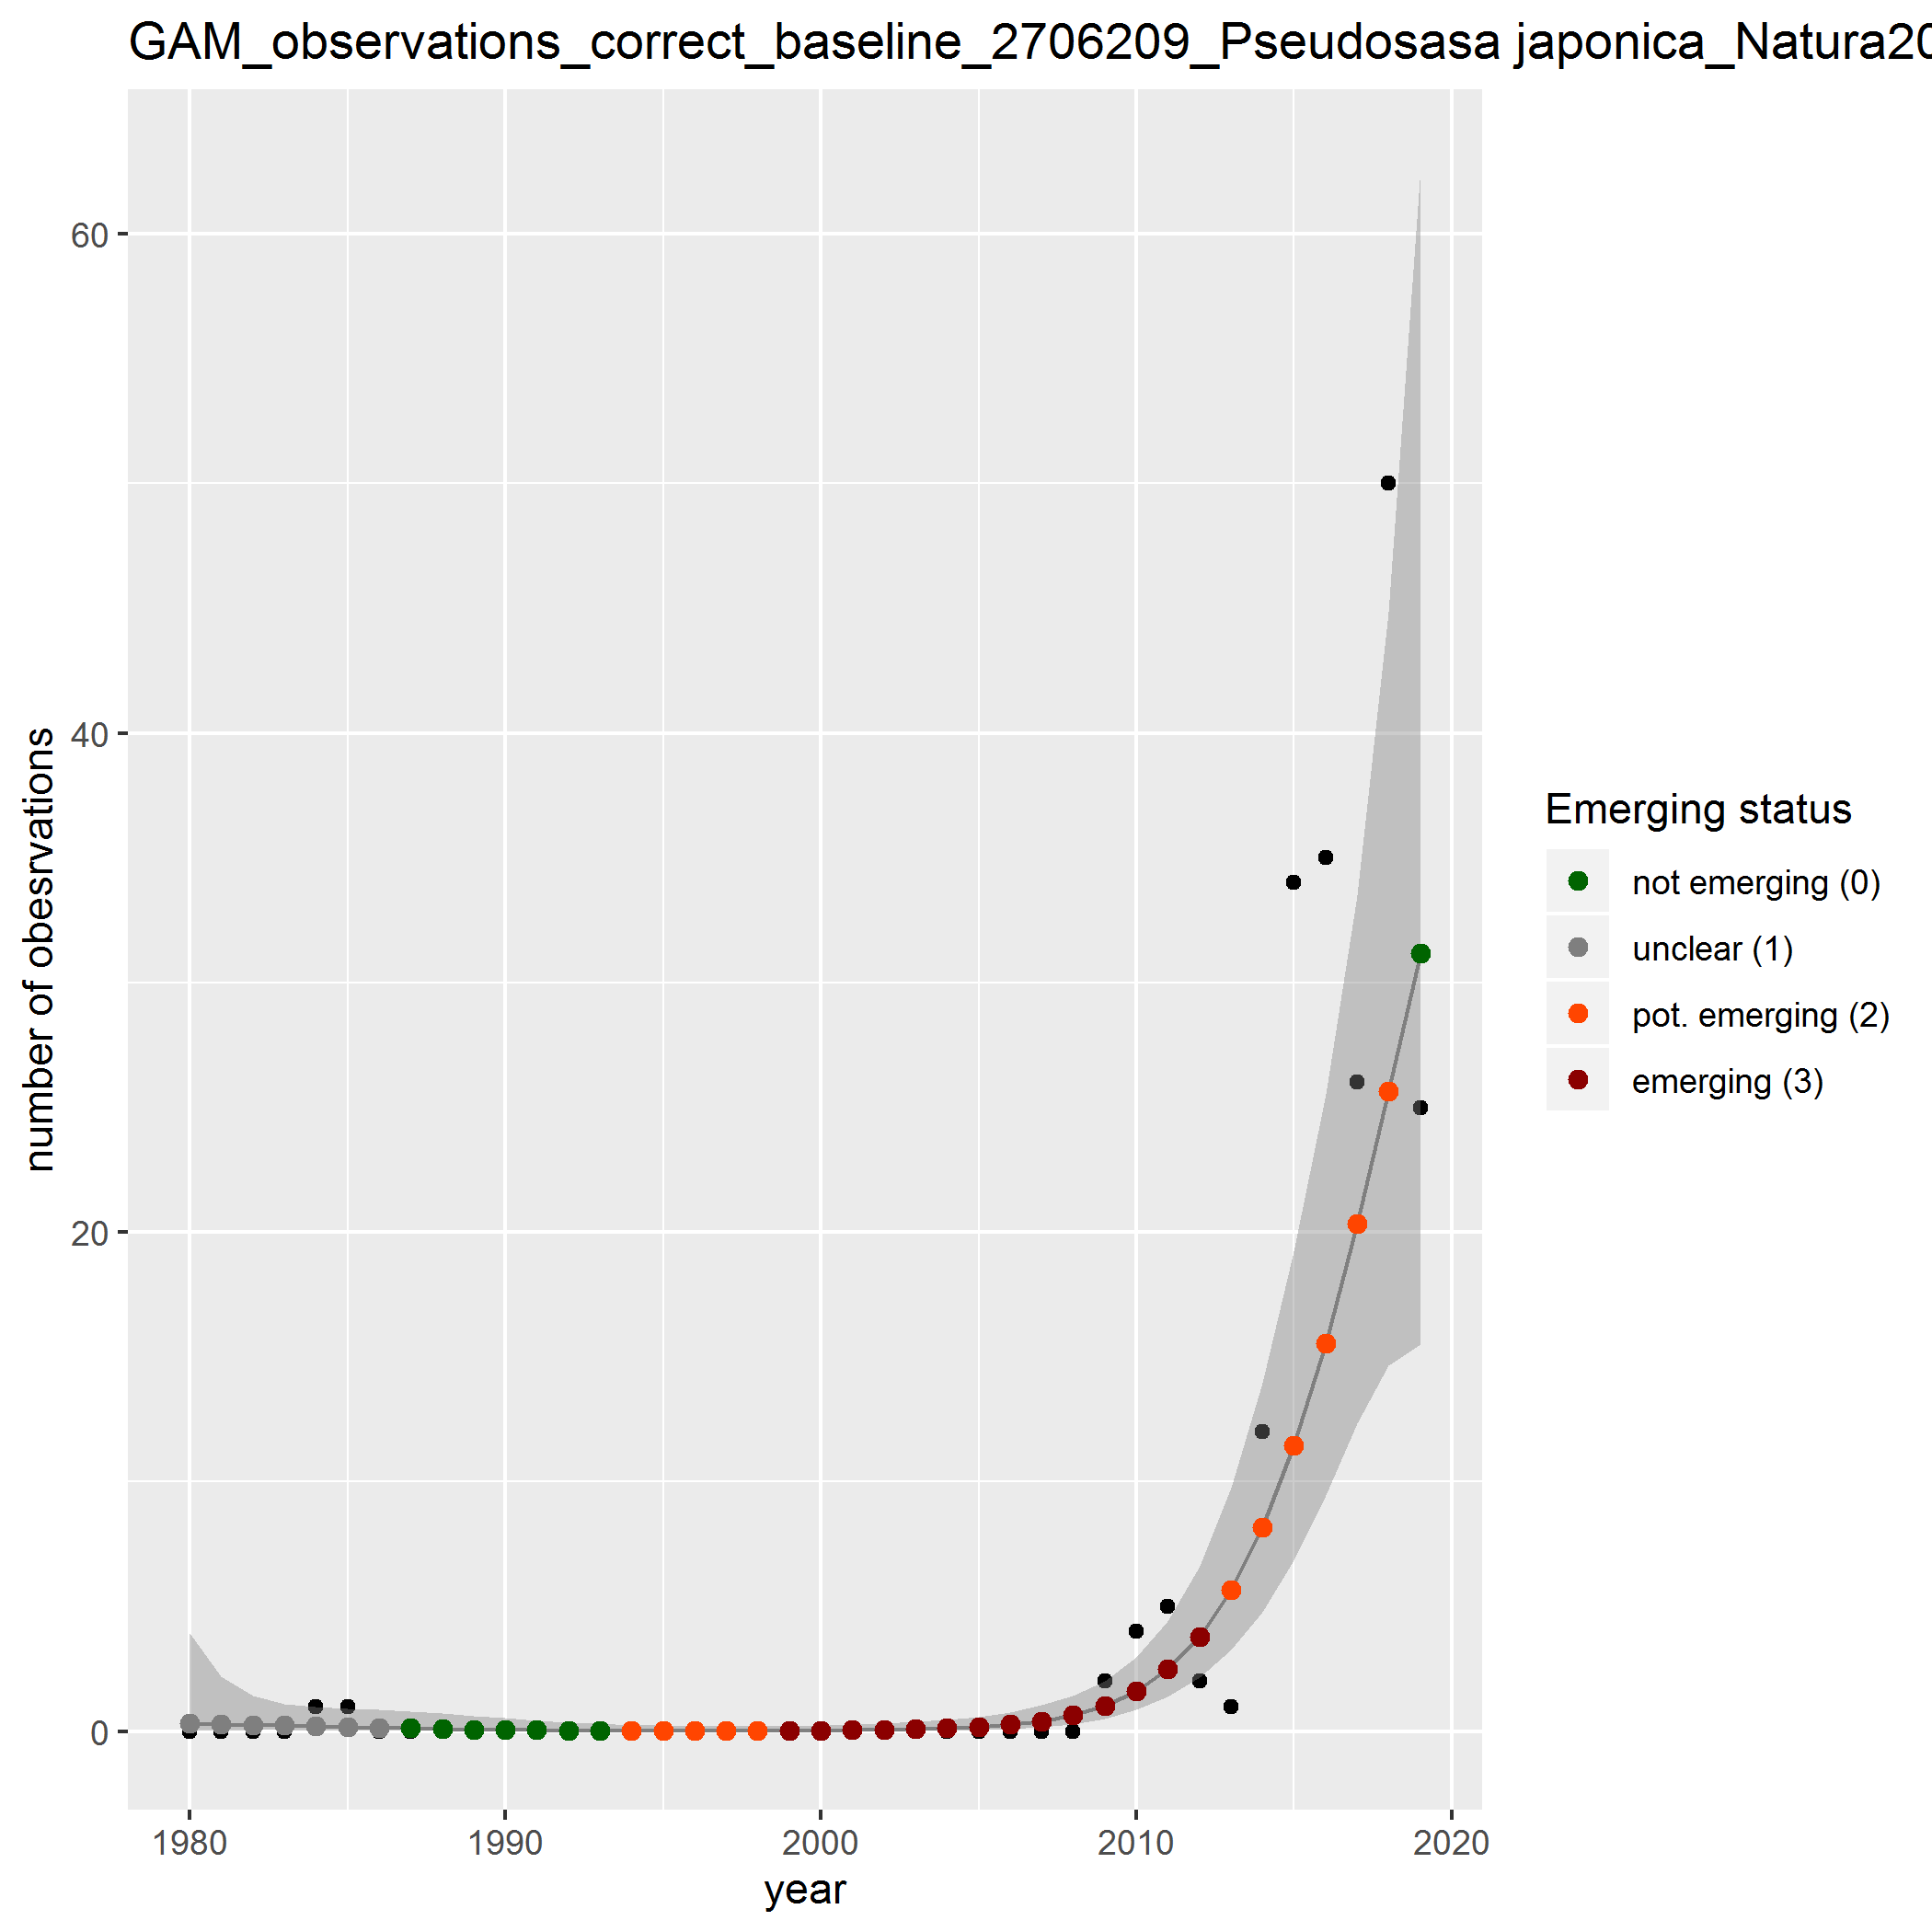 GAM_observations_correct_baseline_2706209_Pseudosasa japonica_Natura20
number of obesrvations
60
40
20
0
1980 1990 2000 2010 2020
year
Emerging status
not emerging (0)
unclear (1)
pot. emerging (2)
emerging (3)